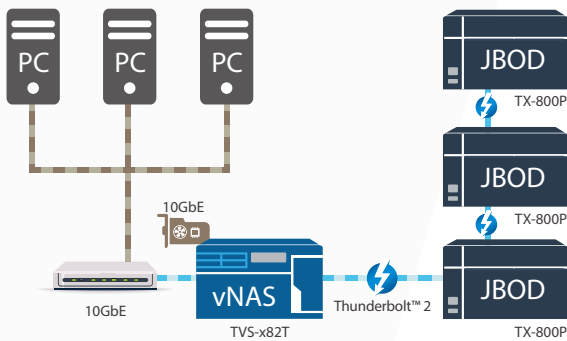 PC
PC
PC
JBOD
TX-800P
JBOD
TX-800P
10GbE
vNAS
TVS-x82T
10GbE
Thunderbolt™ 2
JBOD
TX-800P